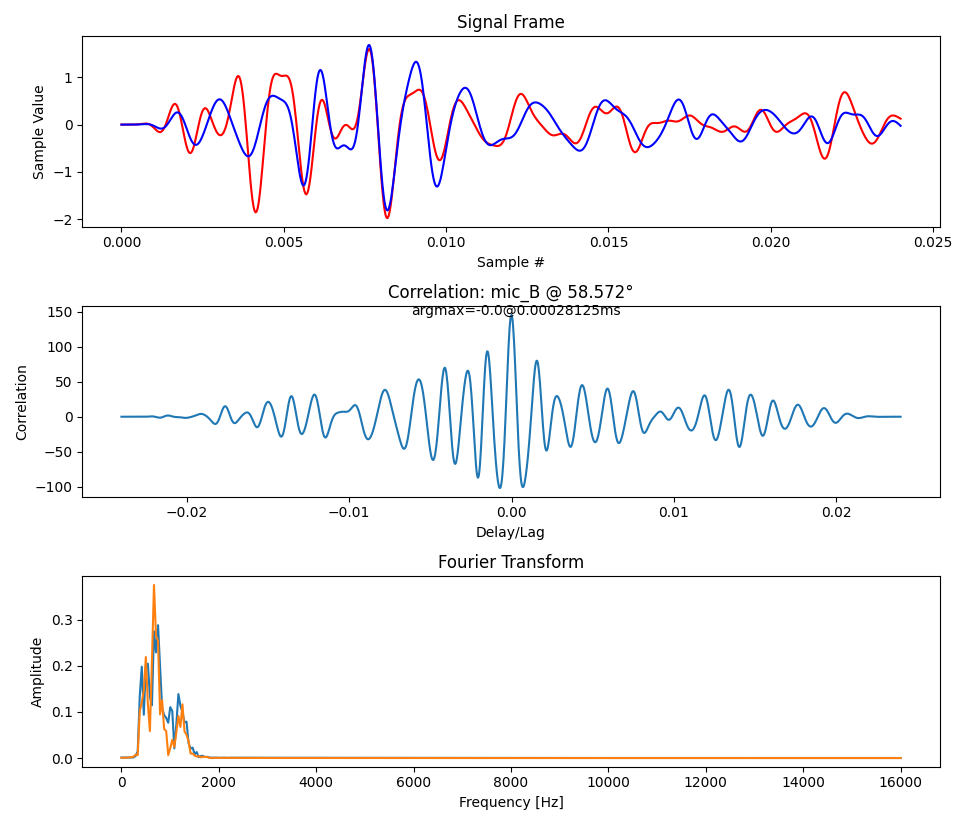 Signal Frame
1
0
−1
−2
Sample Value
0.000 0.005 0.010 0.015 0.020 0.025
Sample #
Correlation: mic_B @ 58.572°
argmax=-0.0@0.00028125ms
150
100
50
0
−50
−100
Correlation
−0.02 −0.01 0.00 0.01 0.02
Delay/Lag
Fourier Transform
0.3
0.2
0.1
0.0
Amplitude
0 2000 4000 6000 8000 10000 12000 14000 16000
Frequency [Hz]